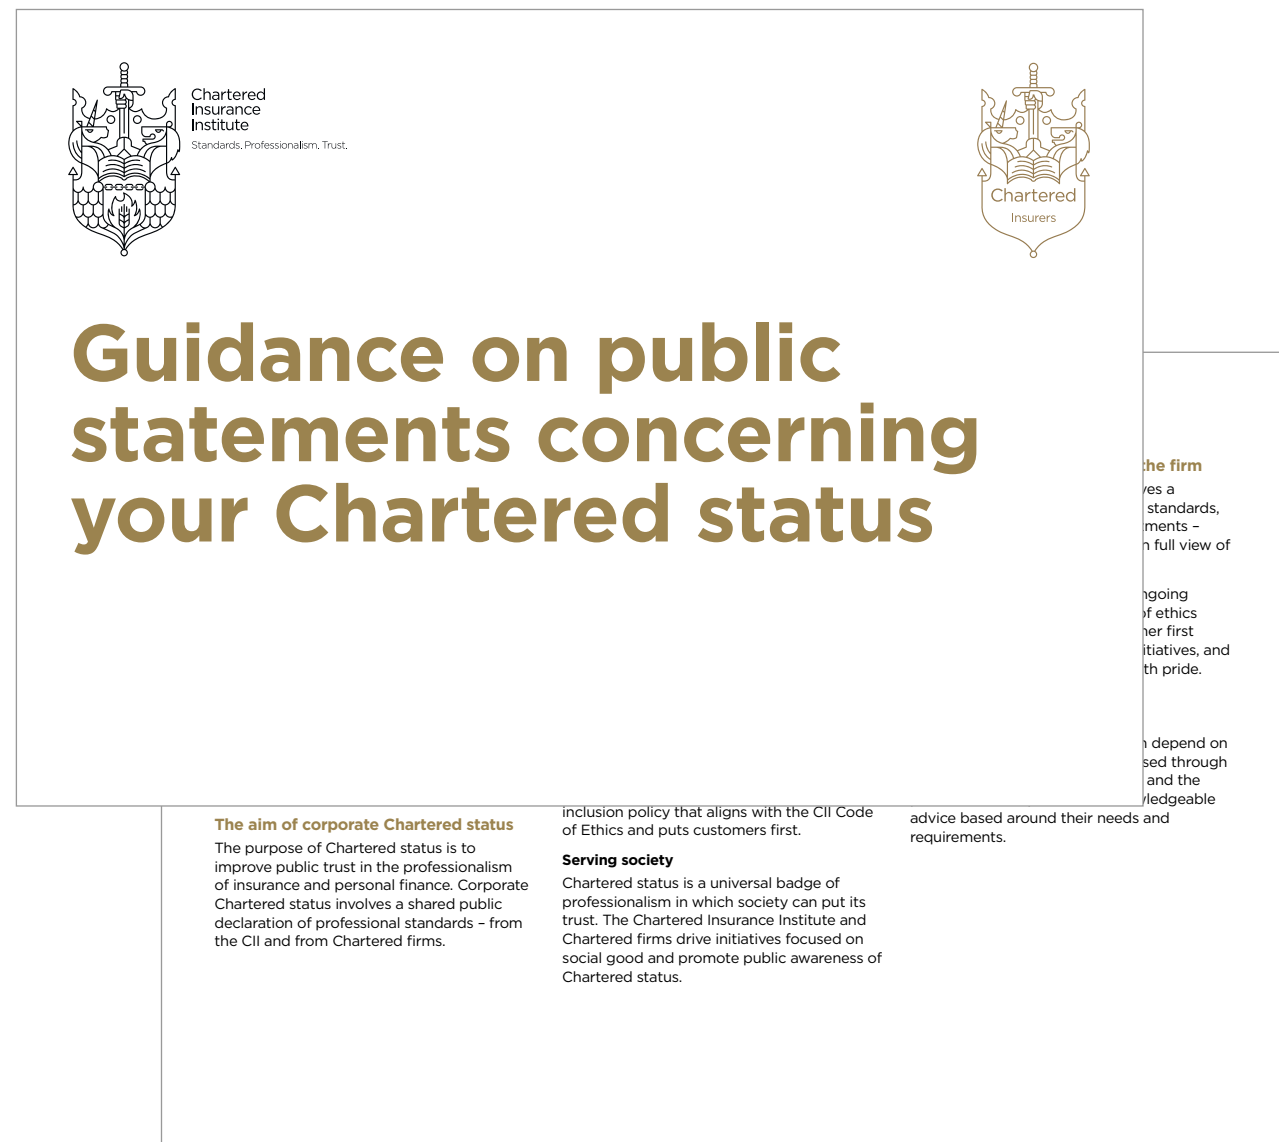 Chartered
Insurance
Institute
Standards. Professionalism. Trust.
Chartered
Insurers
Guidance on public
statements concerning
your Chartered status
the firm
standards,
full view of
of ethics
first
and
pride.
depend on
through
and the
advice based around their needs and
requirements.
The aim of corporate Chartered status
The purpose of Chartered status is to
improve public trust in the professionalism
of insurance and personal finance. Corporate
Chartered status involves a shared public
declaration of professional standards – from
the CII and from Chartered firms.
inclusion policy that aligns with the CII Code
of Ethics and puts customers first.
Serving society
Chartered status is a universal badge of
professionalism in which society can put its
trust. The Chartered Insurance Institute and
Chartered firms drive initiatives focused on
social good and promote public awareness of
Chartered status.